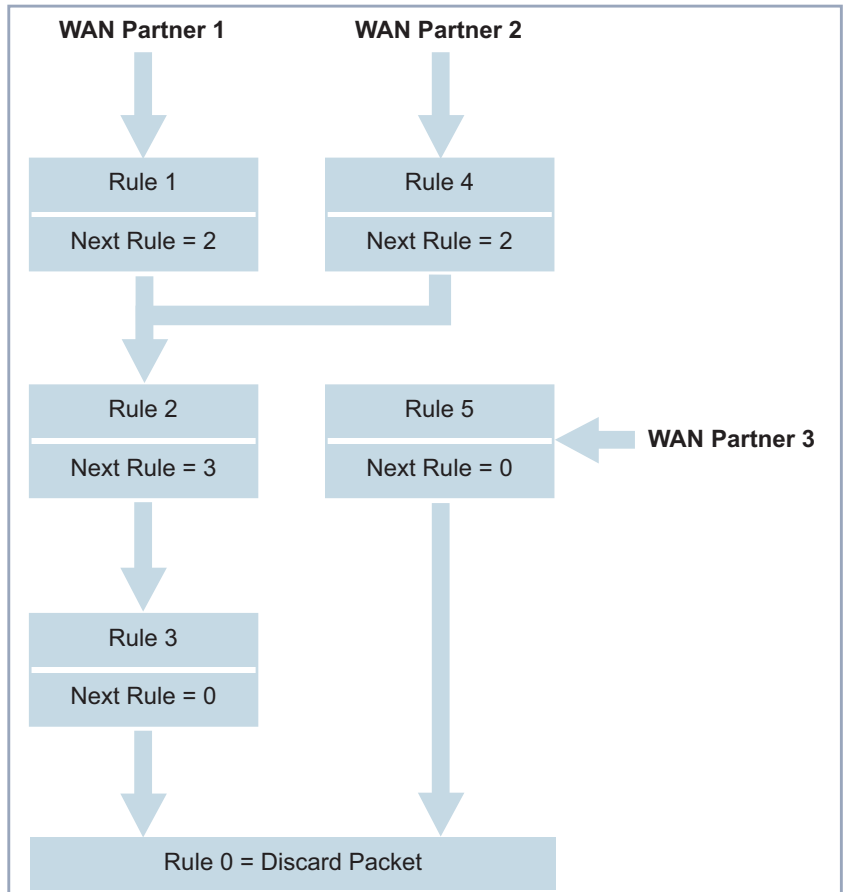 WAN Partner 1
WAN Partner 2
Rule 1
Next Rule = 2
Rule 4
Next Rule = 2
Rule 2
Next Rule = 3
Rule 5
Next Rule = 0
WAN Partner 3
Rule 3
Next Rule = 0
Rule 0 = Discard Packet